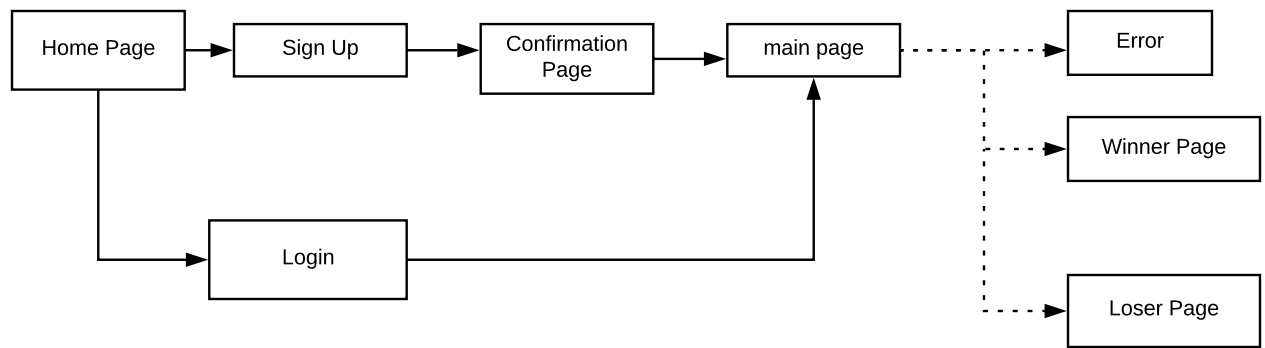 Home Page
Sign Up
Confirmation
Page
main page
Error
Winner Page
Login
Loser Page